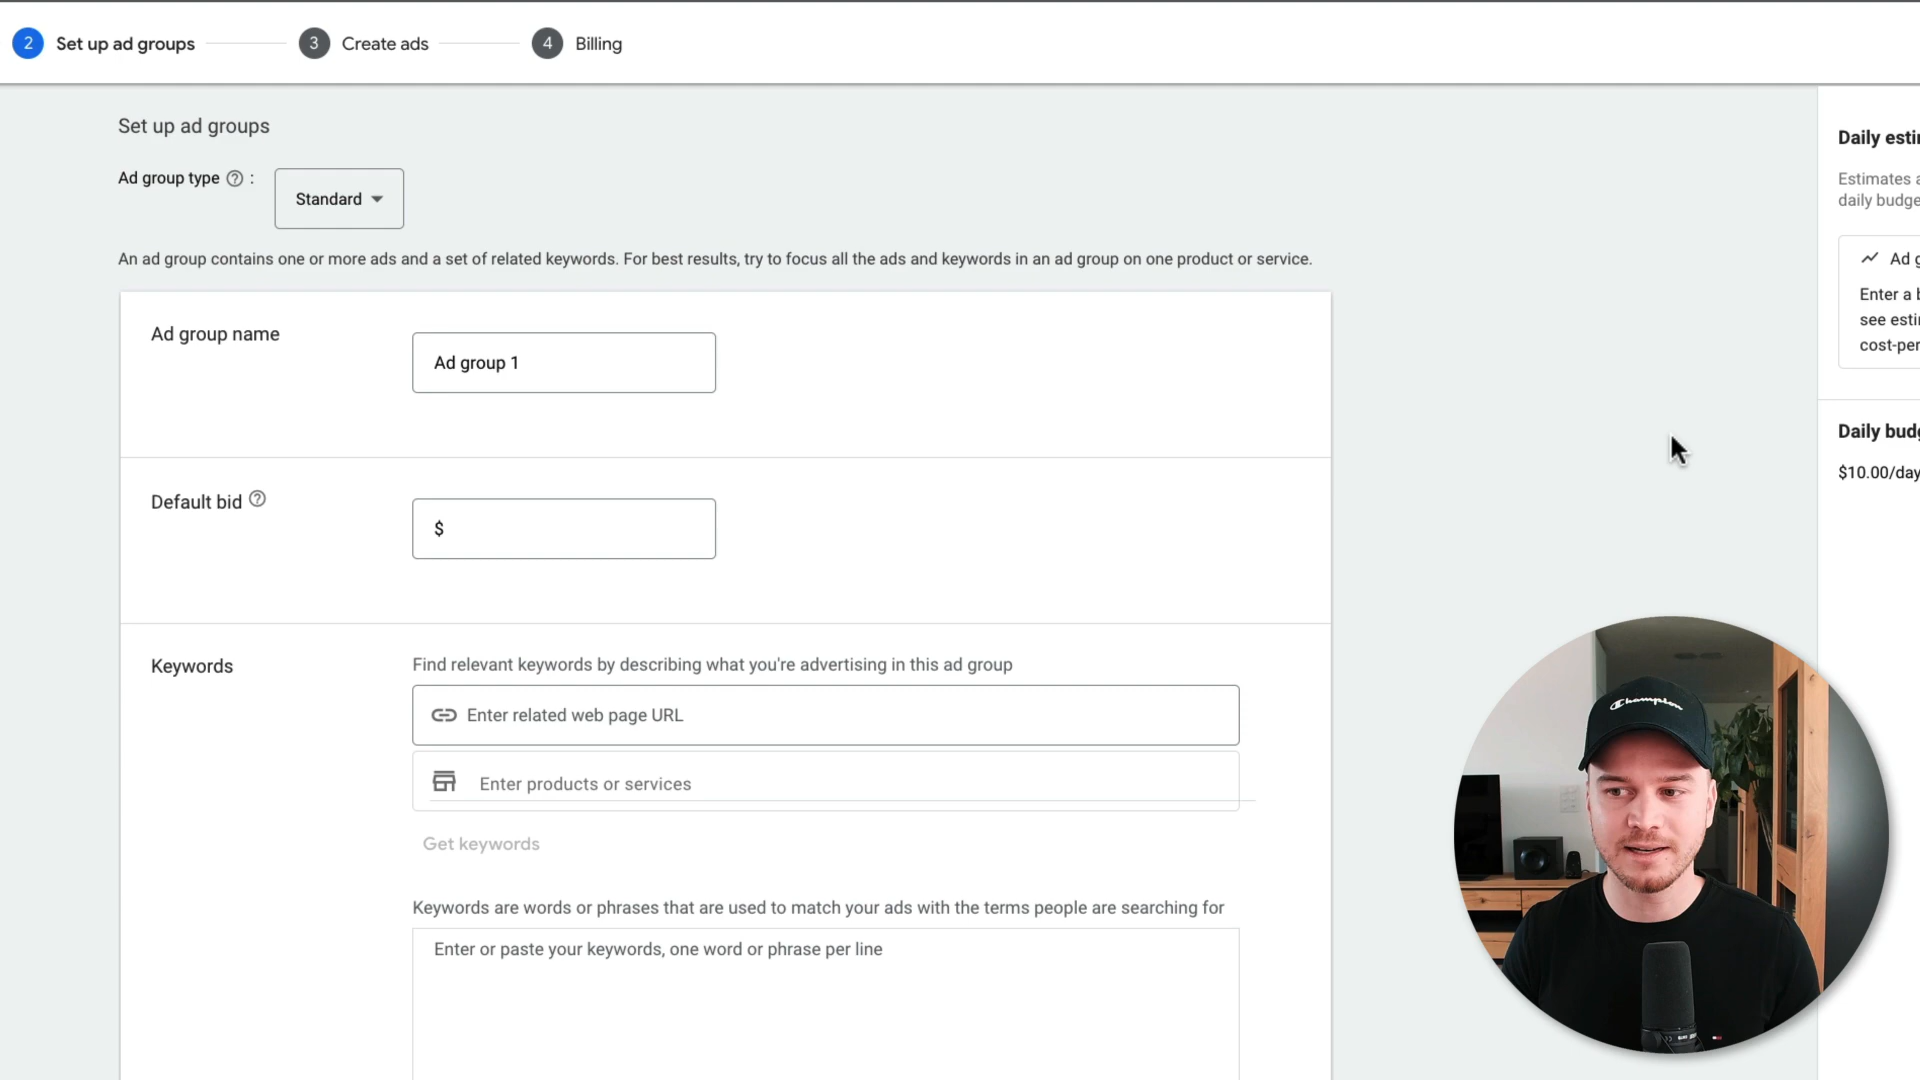 2 Set up ad groups 3 Create ads 4 Billing
Set up ad groups
Ad group type ? : Standard
An ad group contains one or more ads and a set of related keywords. For best results, try to focus all the ads and keywords in an ad group on one product or service.
Ad group name
Ad group 1
Default bid ?
$
Keywords
Find relevant keywords by describing what you're advertising in this ad group
Enter related web page URL
Enter products or services
Get keywords
Keywords are words or phrases that are used to match your ads with the terms people are searching for
Enter or paste your keywords, one word or phrase per line
Daily esti
Estimates a
daily budge
Ad g
Enter a b
see esti
cost-per
Daily budg
$10.00/day
Champion